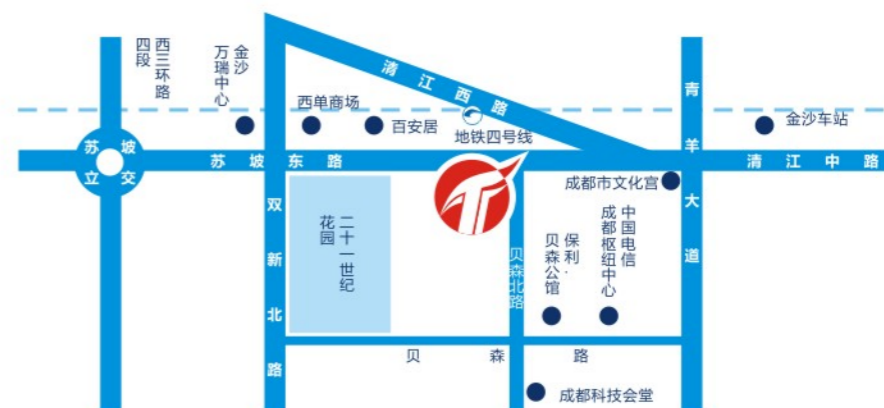 西三环路
四段
金沙
万瑞中心
清江西路
西单商场
百安居
地铁四号线
青羊大道
金沙车站
苏坡
立交
苏坡东路
清江中路
成都市文化宫
双新北路
二十一世纪
花园
贝森北路
保利·
贝森公馆
中国电信
成都枢纽中心
贝森路
成都科技会堂